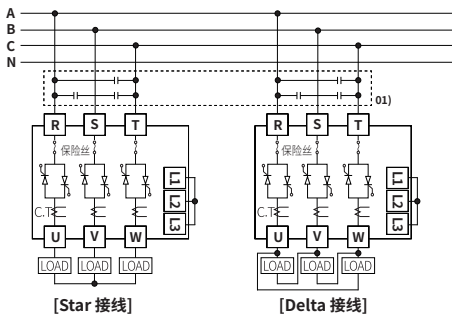 A
B
C
N
01)
R S T R S T
保险丝 保险丝
L1 L1
L2 L2
C.T C.T
L3 L3
U V W U V W
LOAD LOAD LOAD LOAD LOAD LOAD
[Star 接线] [Delta 接线]